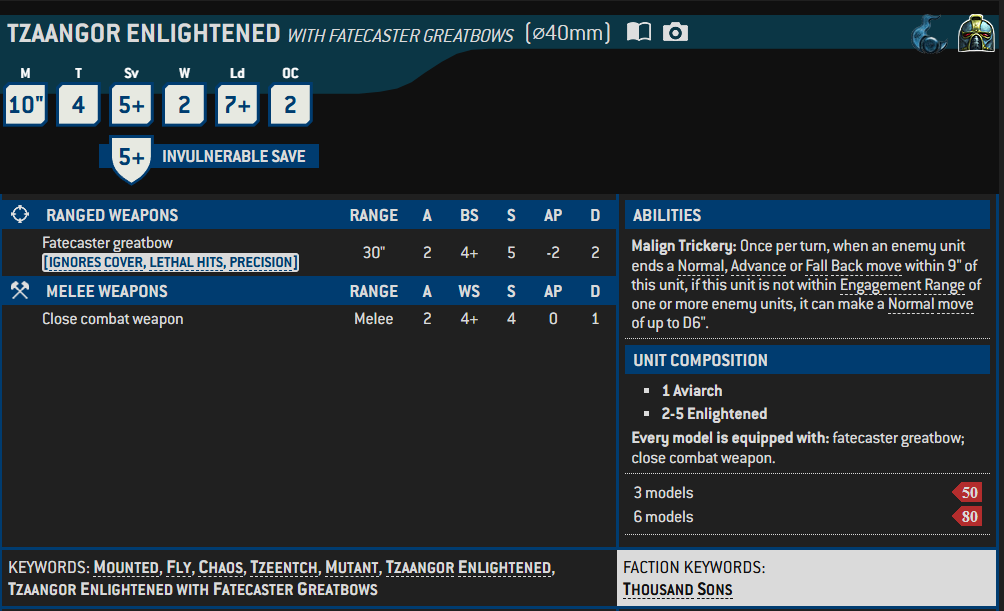 TZAANGOR ENLIGHTENED WITH FATECASTER GREATBOWS (⌀40mm)
M T Sv W Ld OC
10" 4 5+ 2 7+ 2
5+ INVULNERABLE SAVE
RANGED WEAPONS RANGE A BS S AP D
Fatecaster greatbow
[IGNORES COVER, LETHAL HITS, PRECISION]
30" 2 4+ 5 -2 2
MELEE WEAPONS RANGE A WS S AP D
Close combat weapon Melee 2 4+ 4 0 1
ABILITIES
Malign Trickery: Once per turn, when an enemy unit
ends a Normal, Advance or Fall Back move within 9" of
this unit, if this unit is not within Engagement Range of
one or more enemy units, it can make a Normal move
of up to D6".
UNIT COMPOSITION
▪ 1 Aviarch
▪ 2-5 Enlightened
Every model is equipped with: fatecaster greatbow;
close combat weapon.
3 models 50
6 models 80
KEYWORDS: MOUNTED, FLY, CHAOS, TZEENTCH, MUTANT, TZAANGOR ENLIGHTENED,
TZAANGOR ENLIGHTENED WITH FATECASTER GREATBOWS
FACTION KEYWORDS:
THOUSAND SONS